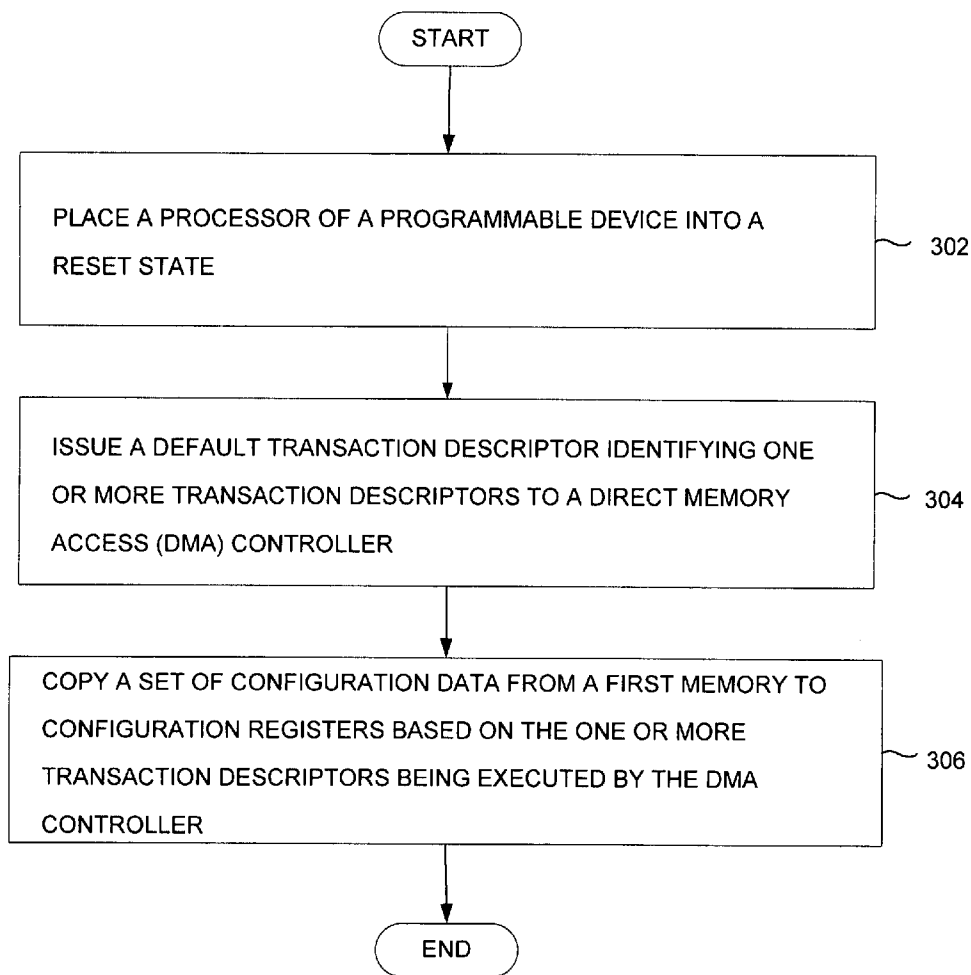 START
PLACE A PROCESSOR OF A PROGRAMMABLE DEVICE INTO A
RESET STATE
302
ISSUE A DEFAULT TRANSACTION DESCRIPTOR IDENTIFYING ONE
OR MORE TRANSACTION DESCRIPTORS TO A DIRECT MEMORY
ACCESS (DMA) CONTROLLER
304
COPY A SET OF CONFIGURATION DATA FROM A FIRST MEMORY TO
CONFIGURATION REGISTERS BASED ON THE ONE OR MORE
TRANSACTION DESCRIPTORS BEING EXECUTED BY THE DMA
CONTROLLER
306
END